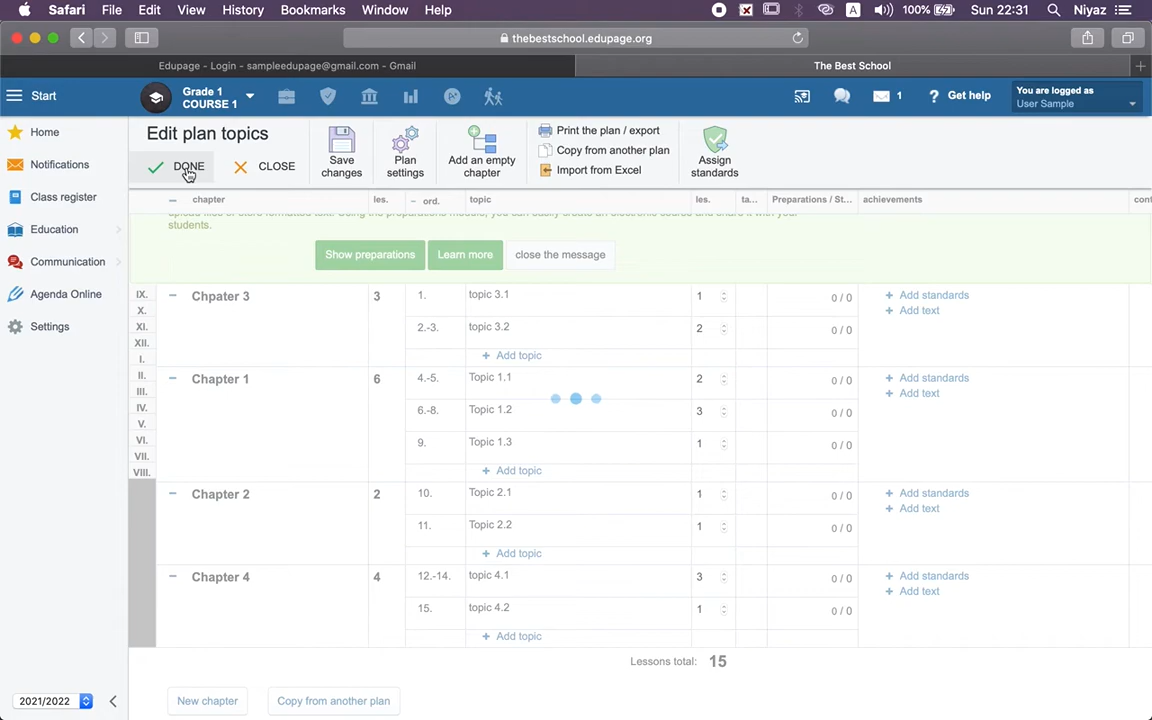 Safari File Edit View History Bookmarks Window Help A 100% Sun 22:31 Niyaz
thebestschool.edupage.org
Edupage - Login - sampleedupage@gmail.com - Gmail The Best School
Start
Grade 1
COURSE 1
1
? Get help
You are logged as
User Sample
Home
Notifications
Class register
Education
Communication
Agenda Online
Settings
2021/2022
Edit plan topics
DONE CLOSE
Save
changes
Plan
settings
Add an empty
chapter
Print the plan / export
Copy from another plan
Import from Excel
Assign
standards
chapter les. ord. topic les. ta... Preparations / St... achievements cont
upload files or store formatted text. Using the preparations module, you can easily create an electronic course and share it with your
students.
Show preparations Learn more close the message
IX.
X.
XI.
XII.
I.
II.
III.
IV.
V.
VI.
VII.
VIII.
Chpater 3 3 1. topic 3.1 1 0 / 0 + Add standards
+ Add text
2.-3. topic 3.2 2 0 / 0
+ Add topic
Chapter 1 6 4.-5. Topic 1.1 2 0 / 0 + Add standards
+ Add text
6.-8. Topic 1.2 3 0 / 0
9. Topic 1.3 1 0 / 0
+ Add topic
Chapter 2 2 10. Topic 2.1 1 0 / 0 + Add standards
+ Add text
11. Topic 2.2 1 0 / 0
+ Add topic
Chapter 4 4 12.-14. topic 4.1 3 0 / 0 + Add standards
+ Add text
15. topic 4.2 1 0 / 0
+ Add topic
Lessons total: 15
New chapter Copy from another plan